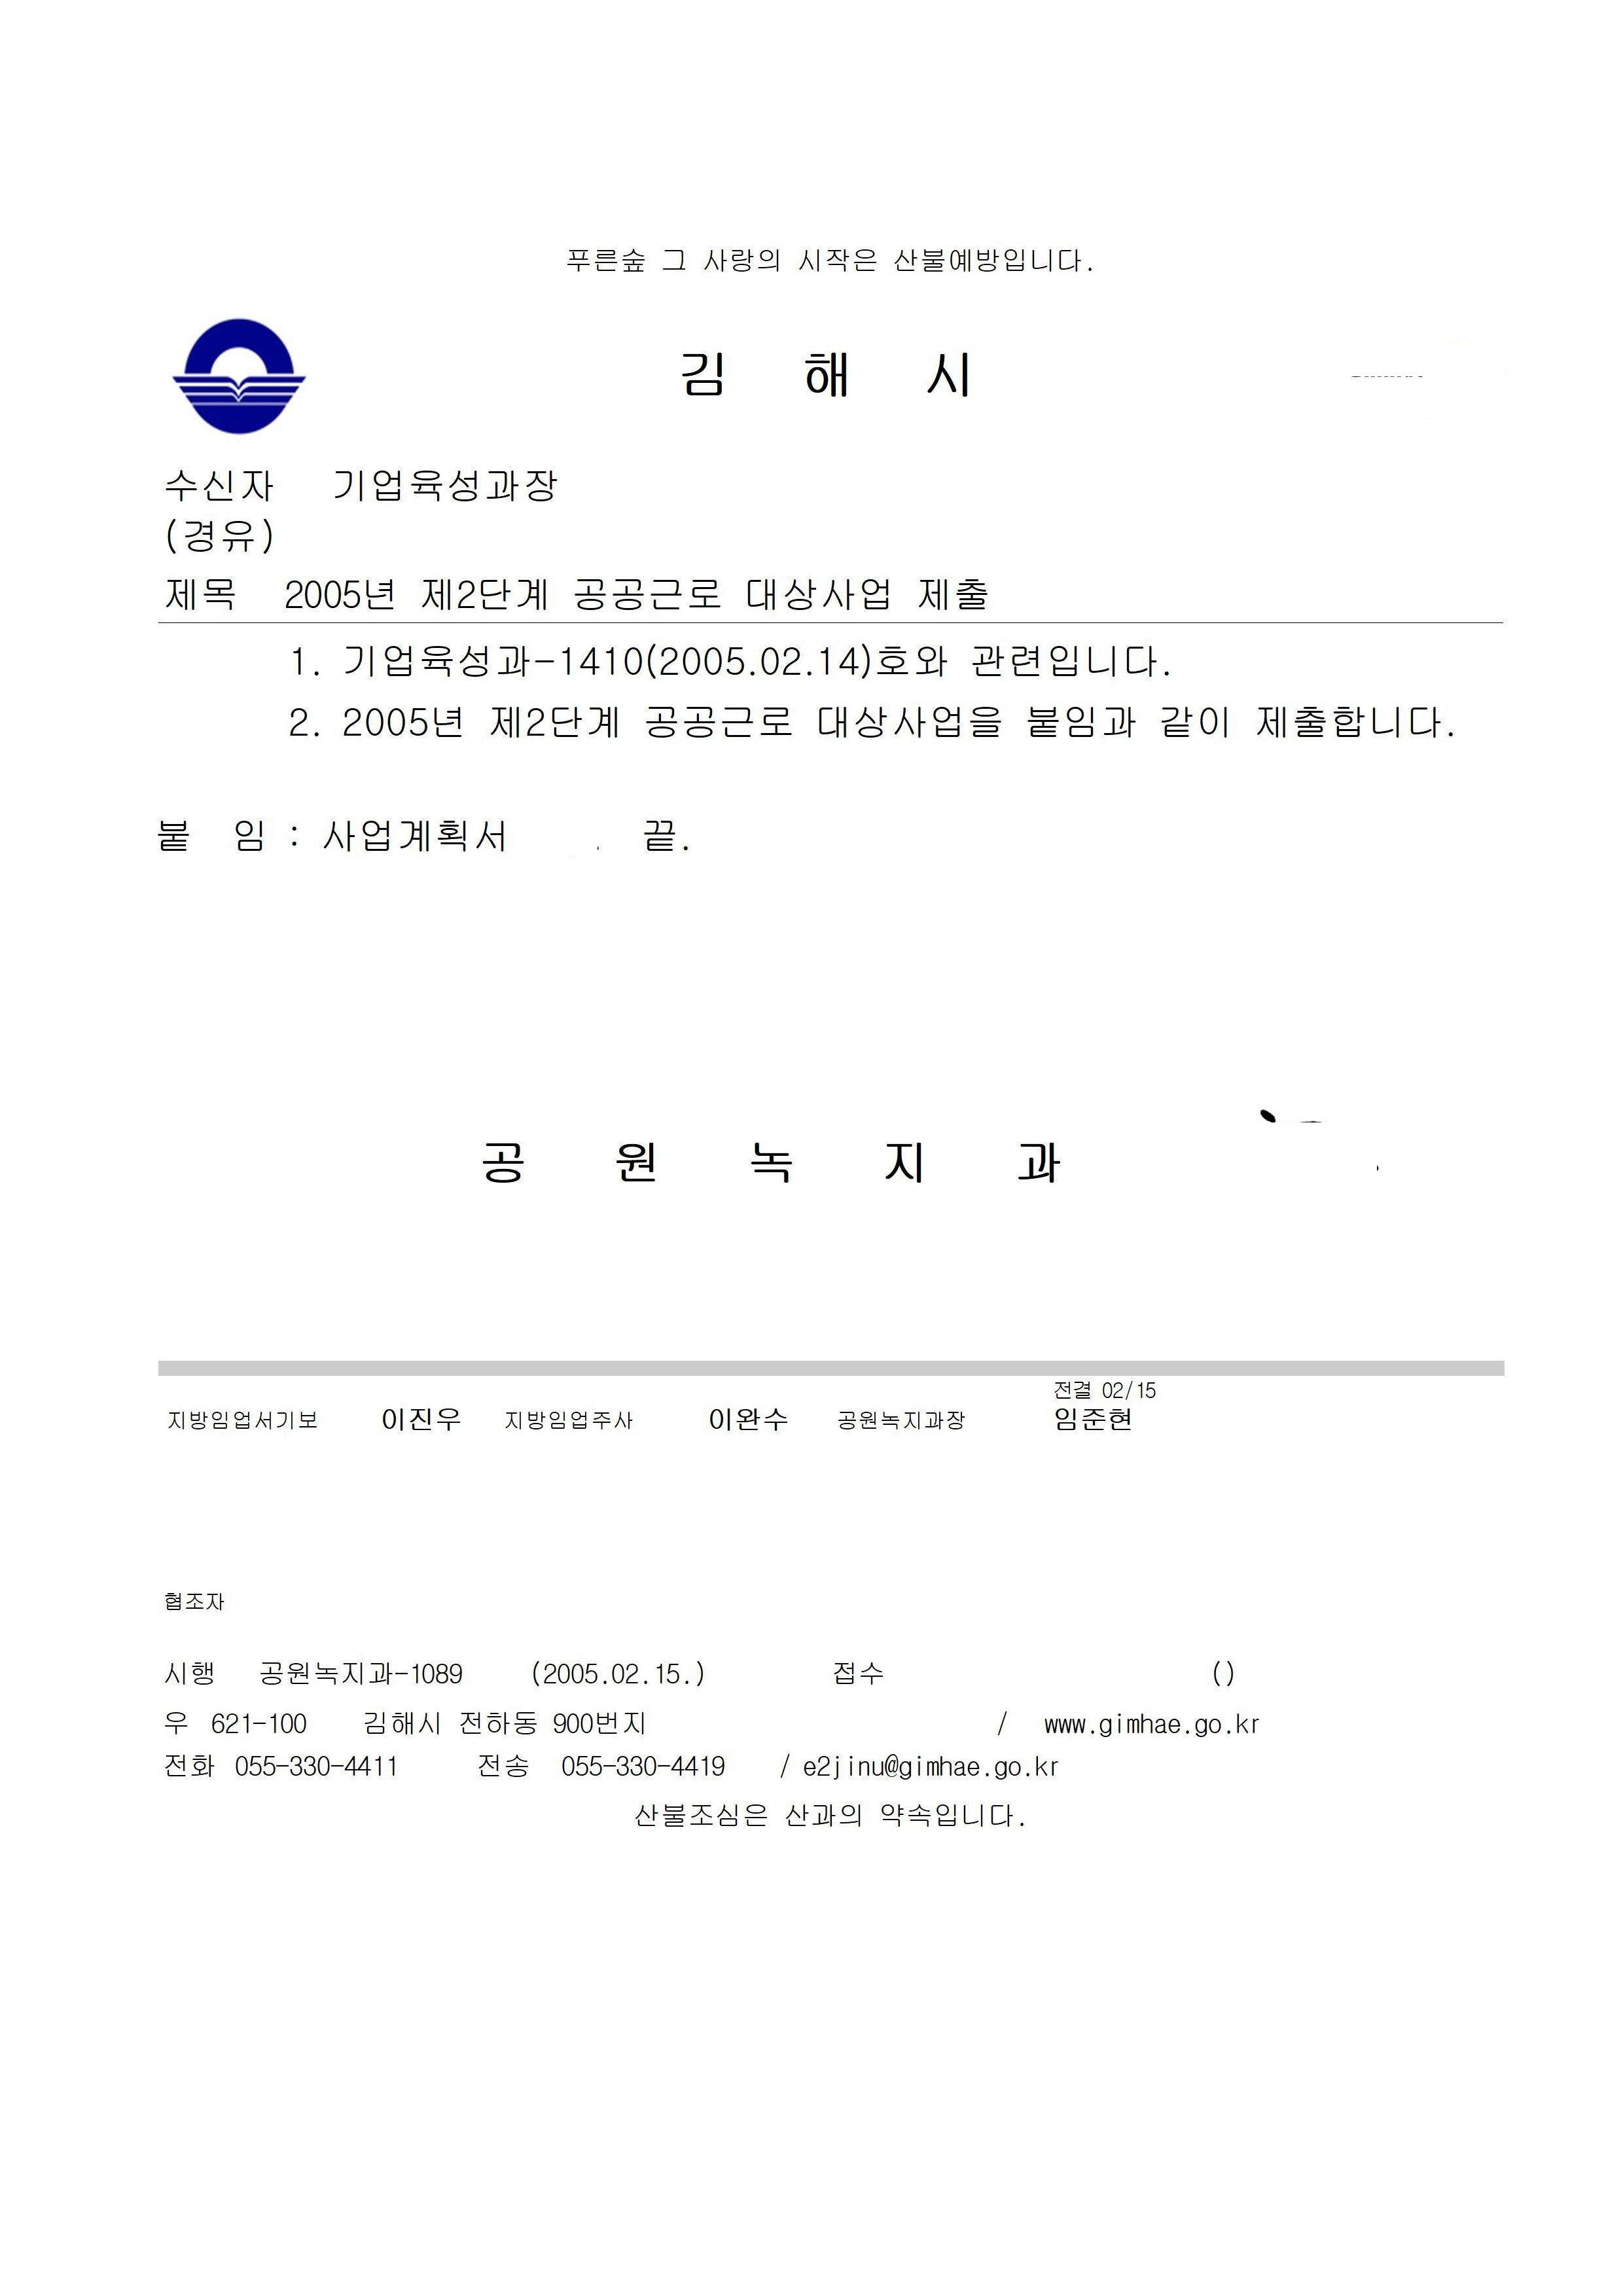 푸른숲 그 사랑의 시작은 산불예방입니다.
김 해 시
수신자 기업육성과장
(경유)
제목 2005년 제2단계 공공근로 대상사업 제출
1. 기업육성과-1410(2005.02.14)호와 관련입니다.
2. 2005년 제2단계 공공근로 대상사업을 붙임과 같이 제출합니다.
붙 임 : 사업계획서 . 끝.
공 원 녹 지 과
전결 02/15
지방임업서기보 이진우 지방임업주사 이완수 공원녹지과장 임준현
협조자
시행 공원녹지과-1089 (2005.02.15.) 접수 ()
우 621-100 김해시 전하동 900번지 / www.gimhae.go.kr
전화 055-330-4411 전송 055-330-4419 / e2jinu@gimhae.go.kr
산불조심은 산과의 약속입니다.